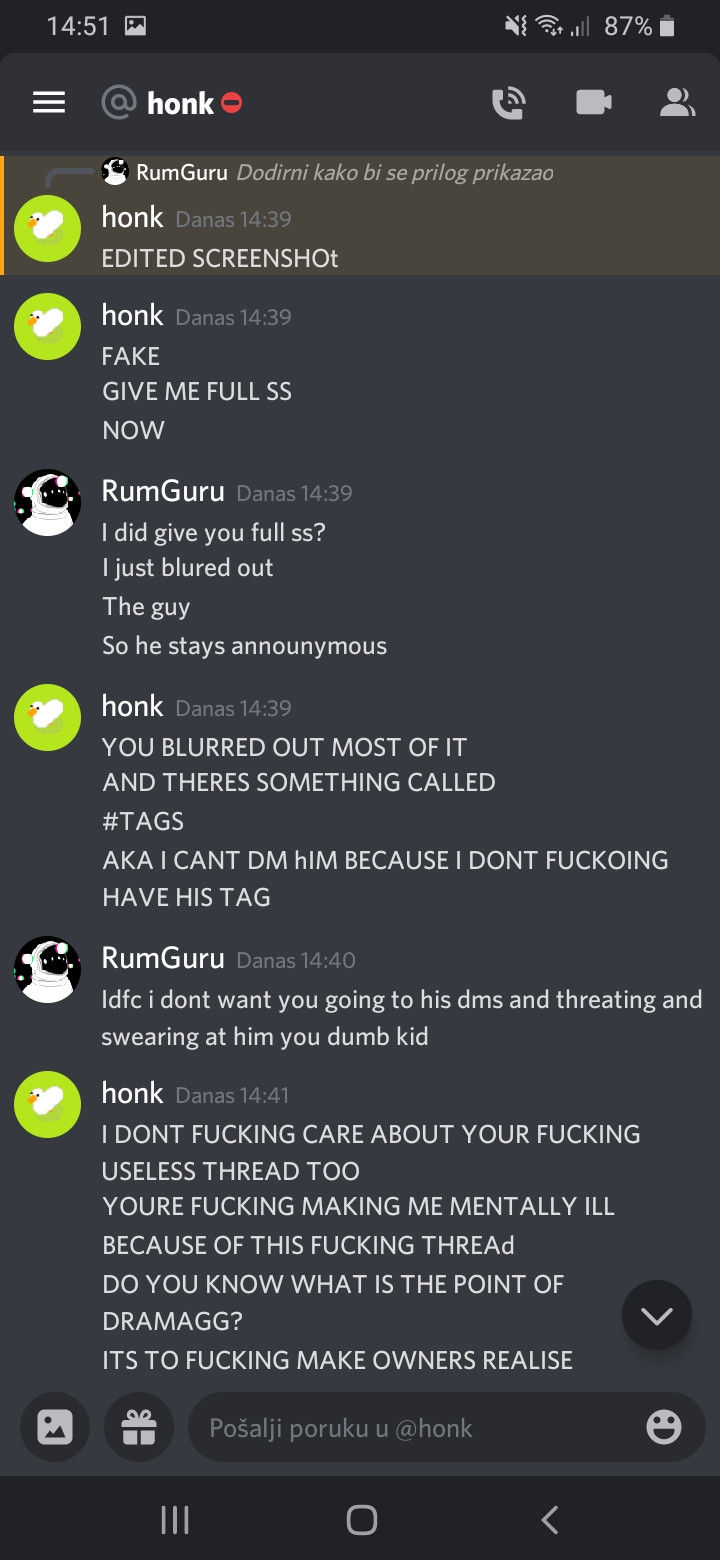 14:51 87%
@ honk
RumGuru Dodirni kako bi se prilog prikazao
honk Danas 14:39
EDITED SCREENSHOt
honk Danas 14:39
FAKE
GIVE ME FULL SS
NOW
RumGuru Danas 14:39
I did give you full ss?
I just blured out
The guy
So he stays announymous
honk Danas 14:39
YOU BLURRED OUT MOST OF IT
AND THERES SOMETHING CALLED
#TAGS
AKA I CANT DM hIM BECAUSE I DONT FUCKOING
HAVE HIS TAG
RumGuru Danas 14:40
Idfc i dont want you going to his dms and threating and
swearing at him you dumb kid
honk Danas 14:41
I DONT FUCKING CARE ABOUT YOUR FUCKING
USELESS THREAD TOO
YOURE FUCKING MAKING ME MENTALLY ILL
BECAUSE OF THIS FUCKING THREAd
DO YOU KNOW WHAT IS THE POINT OF
DRAMAGG?
ITS TO FUCKING MAKE OWNERS REALISE
Pošalji poruku u @honk